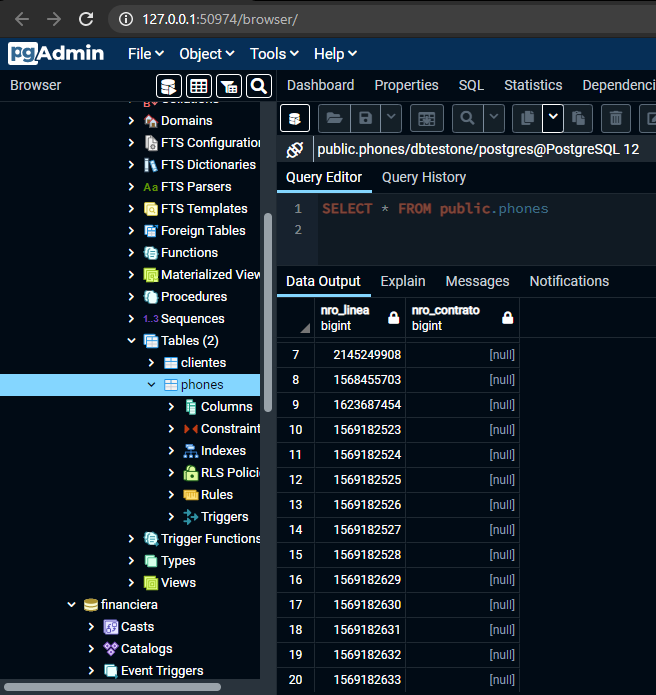 127.0.0.1:50974/browser/
pgAdmin File Object Tools Help
Browser
Dashboard Properties SQL Statistics Dependenci
Domains
FTS Configuration
FTS Dictionaries
Aa FTS Parsers
FTS Templates
Foreign Tables
Functions
Materialized View
Procedures
1..3 Sequences
Tables (2)
clientes
phones
Columns
Constraint
Indexes
RLS Polici
Rules
Triggers
Trigger Functions
Types
Views
financiera
Casts
Catalogs
Event Triggers
public.phones/dbtestone/postgres@PostgreSQL 12
Query Editor Query History
1 SELECT * FROM public.phones
2
Data Output Explain Messages Notifications
nro_linea nro_contrato
bigint bigint
7 2145249908 [null]
8 1568455703 [null]
9 1623687454 [null]
10 1569182523 [null]
11 1569182524 [null]
12 1569182525 [null]
13 1569182526 [null]
14 1569182527 [null]
15 1569182528 [null]
16 1569182629 [null]
17 1569182630 [null]
18 1569182631 [null]
19 1569182632 [null]
20 1569182633 [null]